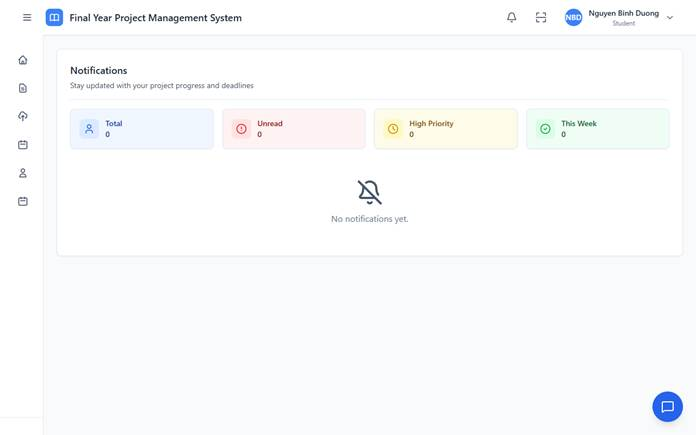 Final Year Project Management System
NBD
Nguyen Binh Duong
Student
Notifications
Stay updated with your project progress and deadlines
Total
0
Unread
0
High Priority
0
This Week
0
No notifications yet.